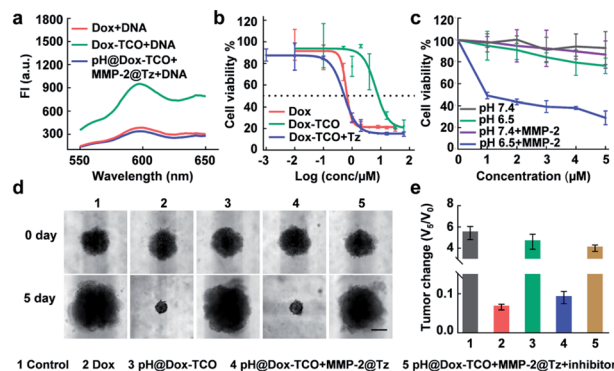 a
b
c
Dox+DNA
Dox-TCO+DNA
pH@Dox-TCO+
MMP-2@Tz+DNA
FI (a.u.)
1800
1500
1200
900
600
300
550
600
650
Wavelength (nm)
Cell viability %
100
80
60
40
20
0
Dox
Dox-TCO
Dox-TCO+Tz
-3
-2
-1
0
1
2
Log (conc/μM)
Cell viability %
100
80
60
40
20
0
pH 7.4
pH 6.5
pH 7.4+MMP-2
pH 6.5+MMP-2
0
1
2
3
4
5
Concentration (μM)
d
1
2
3
4
5
0 day
5 day
e
Tumor change (V5/V0)
6
4
0.1
0.0
1
2
3
4
5
1 Control 2 Dox 3 pH@Dox-TCO 4 pH@Dox-TCO+MMP-2@Tz 5 pH@Dox-TCO+MMP-2@Tz+inhibitor